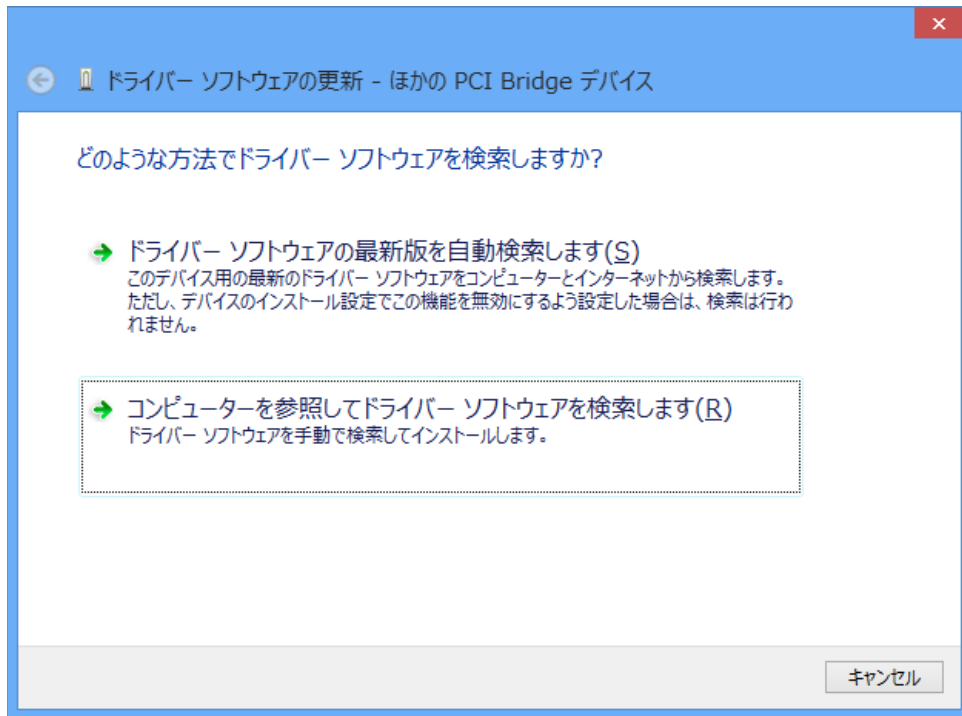 ドライバー ソフトウェアの更新 - ほかの PCI Bridge デバイス
どのような方法でドライバー ソフトウェアを検索しますか?
ドライバー ソフトウェアの最新版を自動検索します(S)
このデバイス用の最新のドライバー ソフトウェアをコンピューターとインターネットから検索します。
ただし、デバイスのインストール設定でこの機能を無効にするよう設定した場合は、検索は行わ
れません。
コンピューターを参照してドライバー ソフトウェアを検索します(R)
ドライバー ソフトウェアを手動で検索してインストールします。
キャンセル